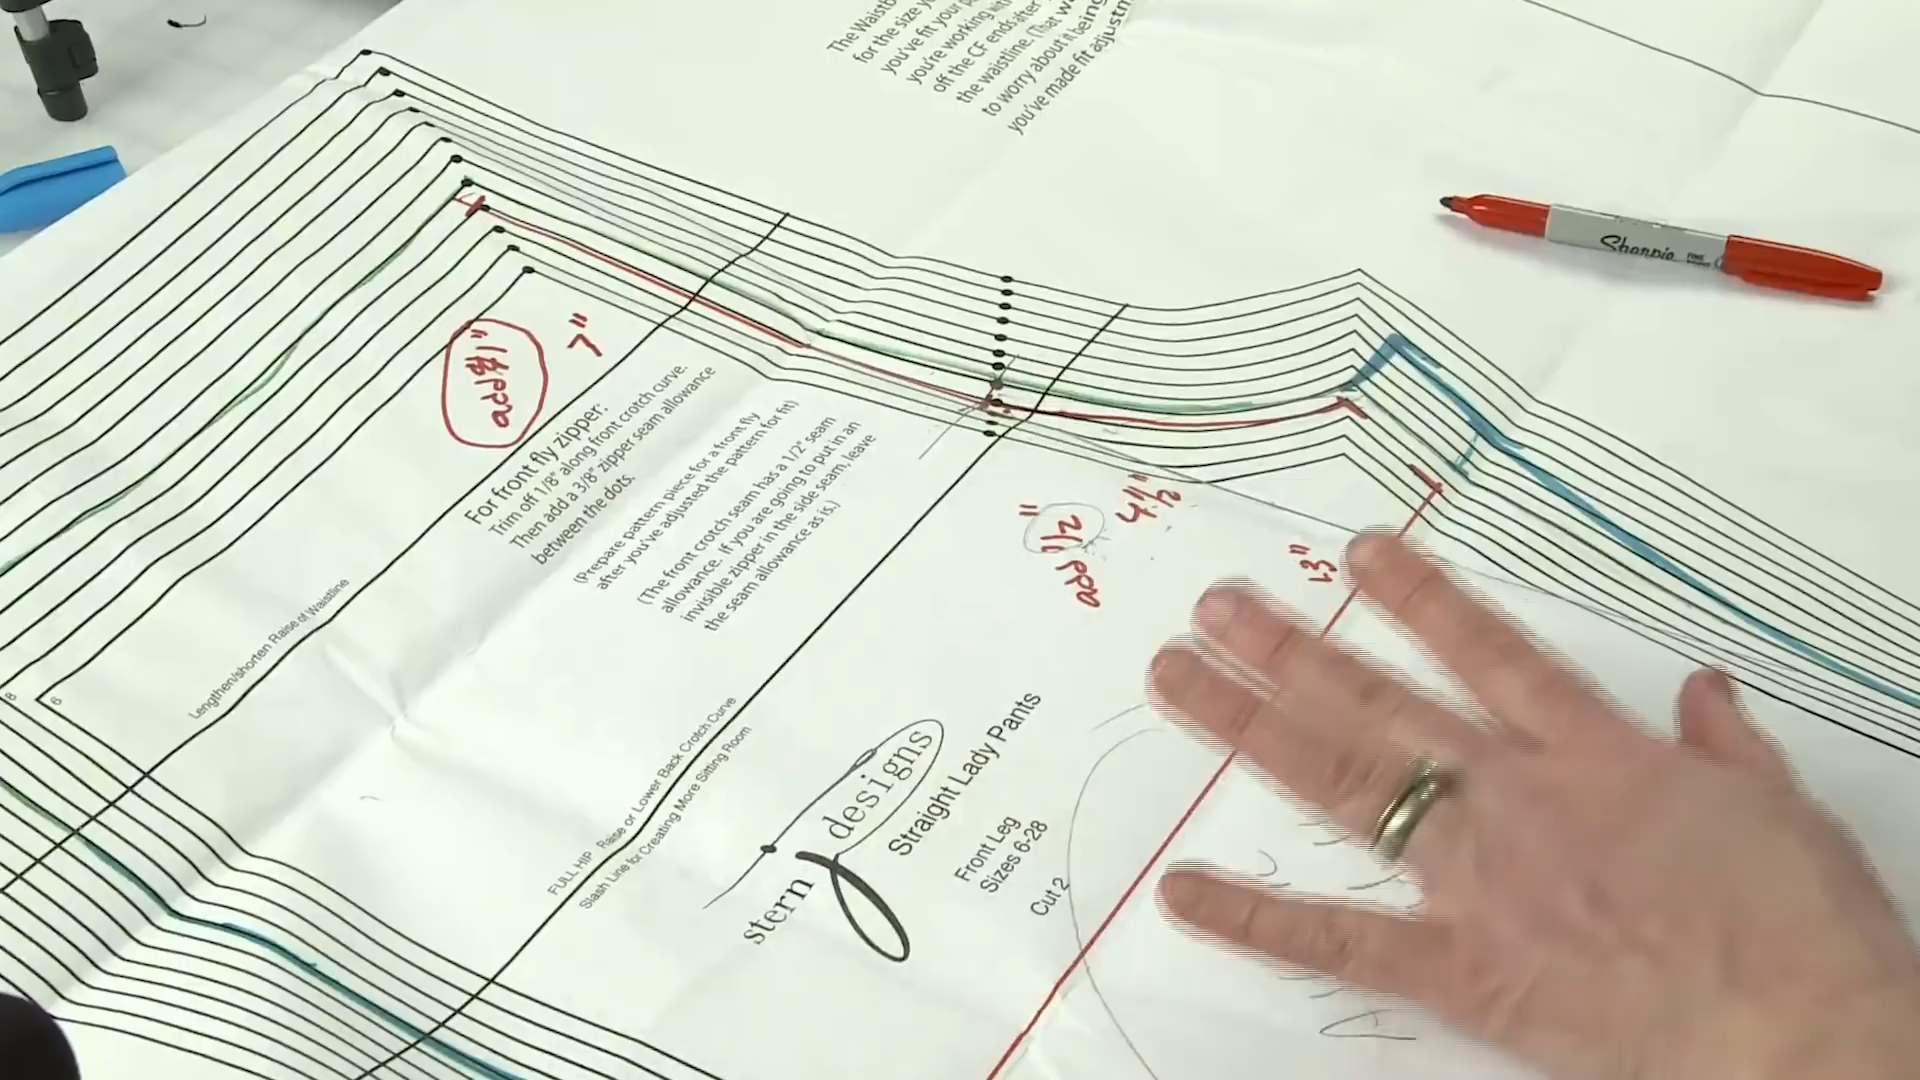 The Waistb
for the size y
you've fit your p
you're working with
off the CF ends after
the waistline. (That w
to worry about it being
you've made fit adjustm
Sharpie
FINE
add 1"
7"
For front fly zipper:
Trim off 1/8" along front crotch curve.
Then add a 3/8" zipper seam allowance
between the dots.
(Prepare pattern piece for a front fly
after you've adjusted the pattern for fit)
(The front crotch seam has a 1/2" seam
allowance. If you are going to put in an
invisible zipper in the side seam, leave
the seam allowance as is.)
add 1/2"
4 1/2"
13"
Lengthen/shorten Raise of Waistline
8
6
FULL HIP Raise or Lower Back Crotch Curve
Slash Line for Creating More Sitting Room
j stern designs
Straight Lady Pants
Front Leg
Sizes 6-28
Cut 2